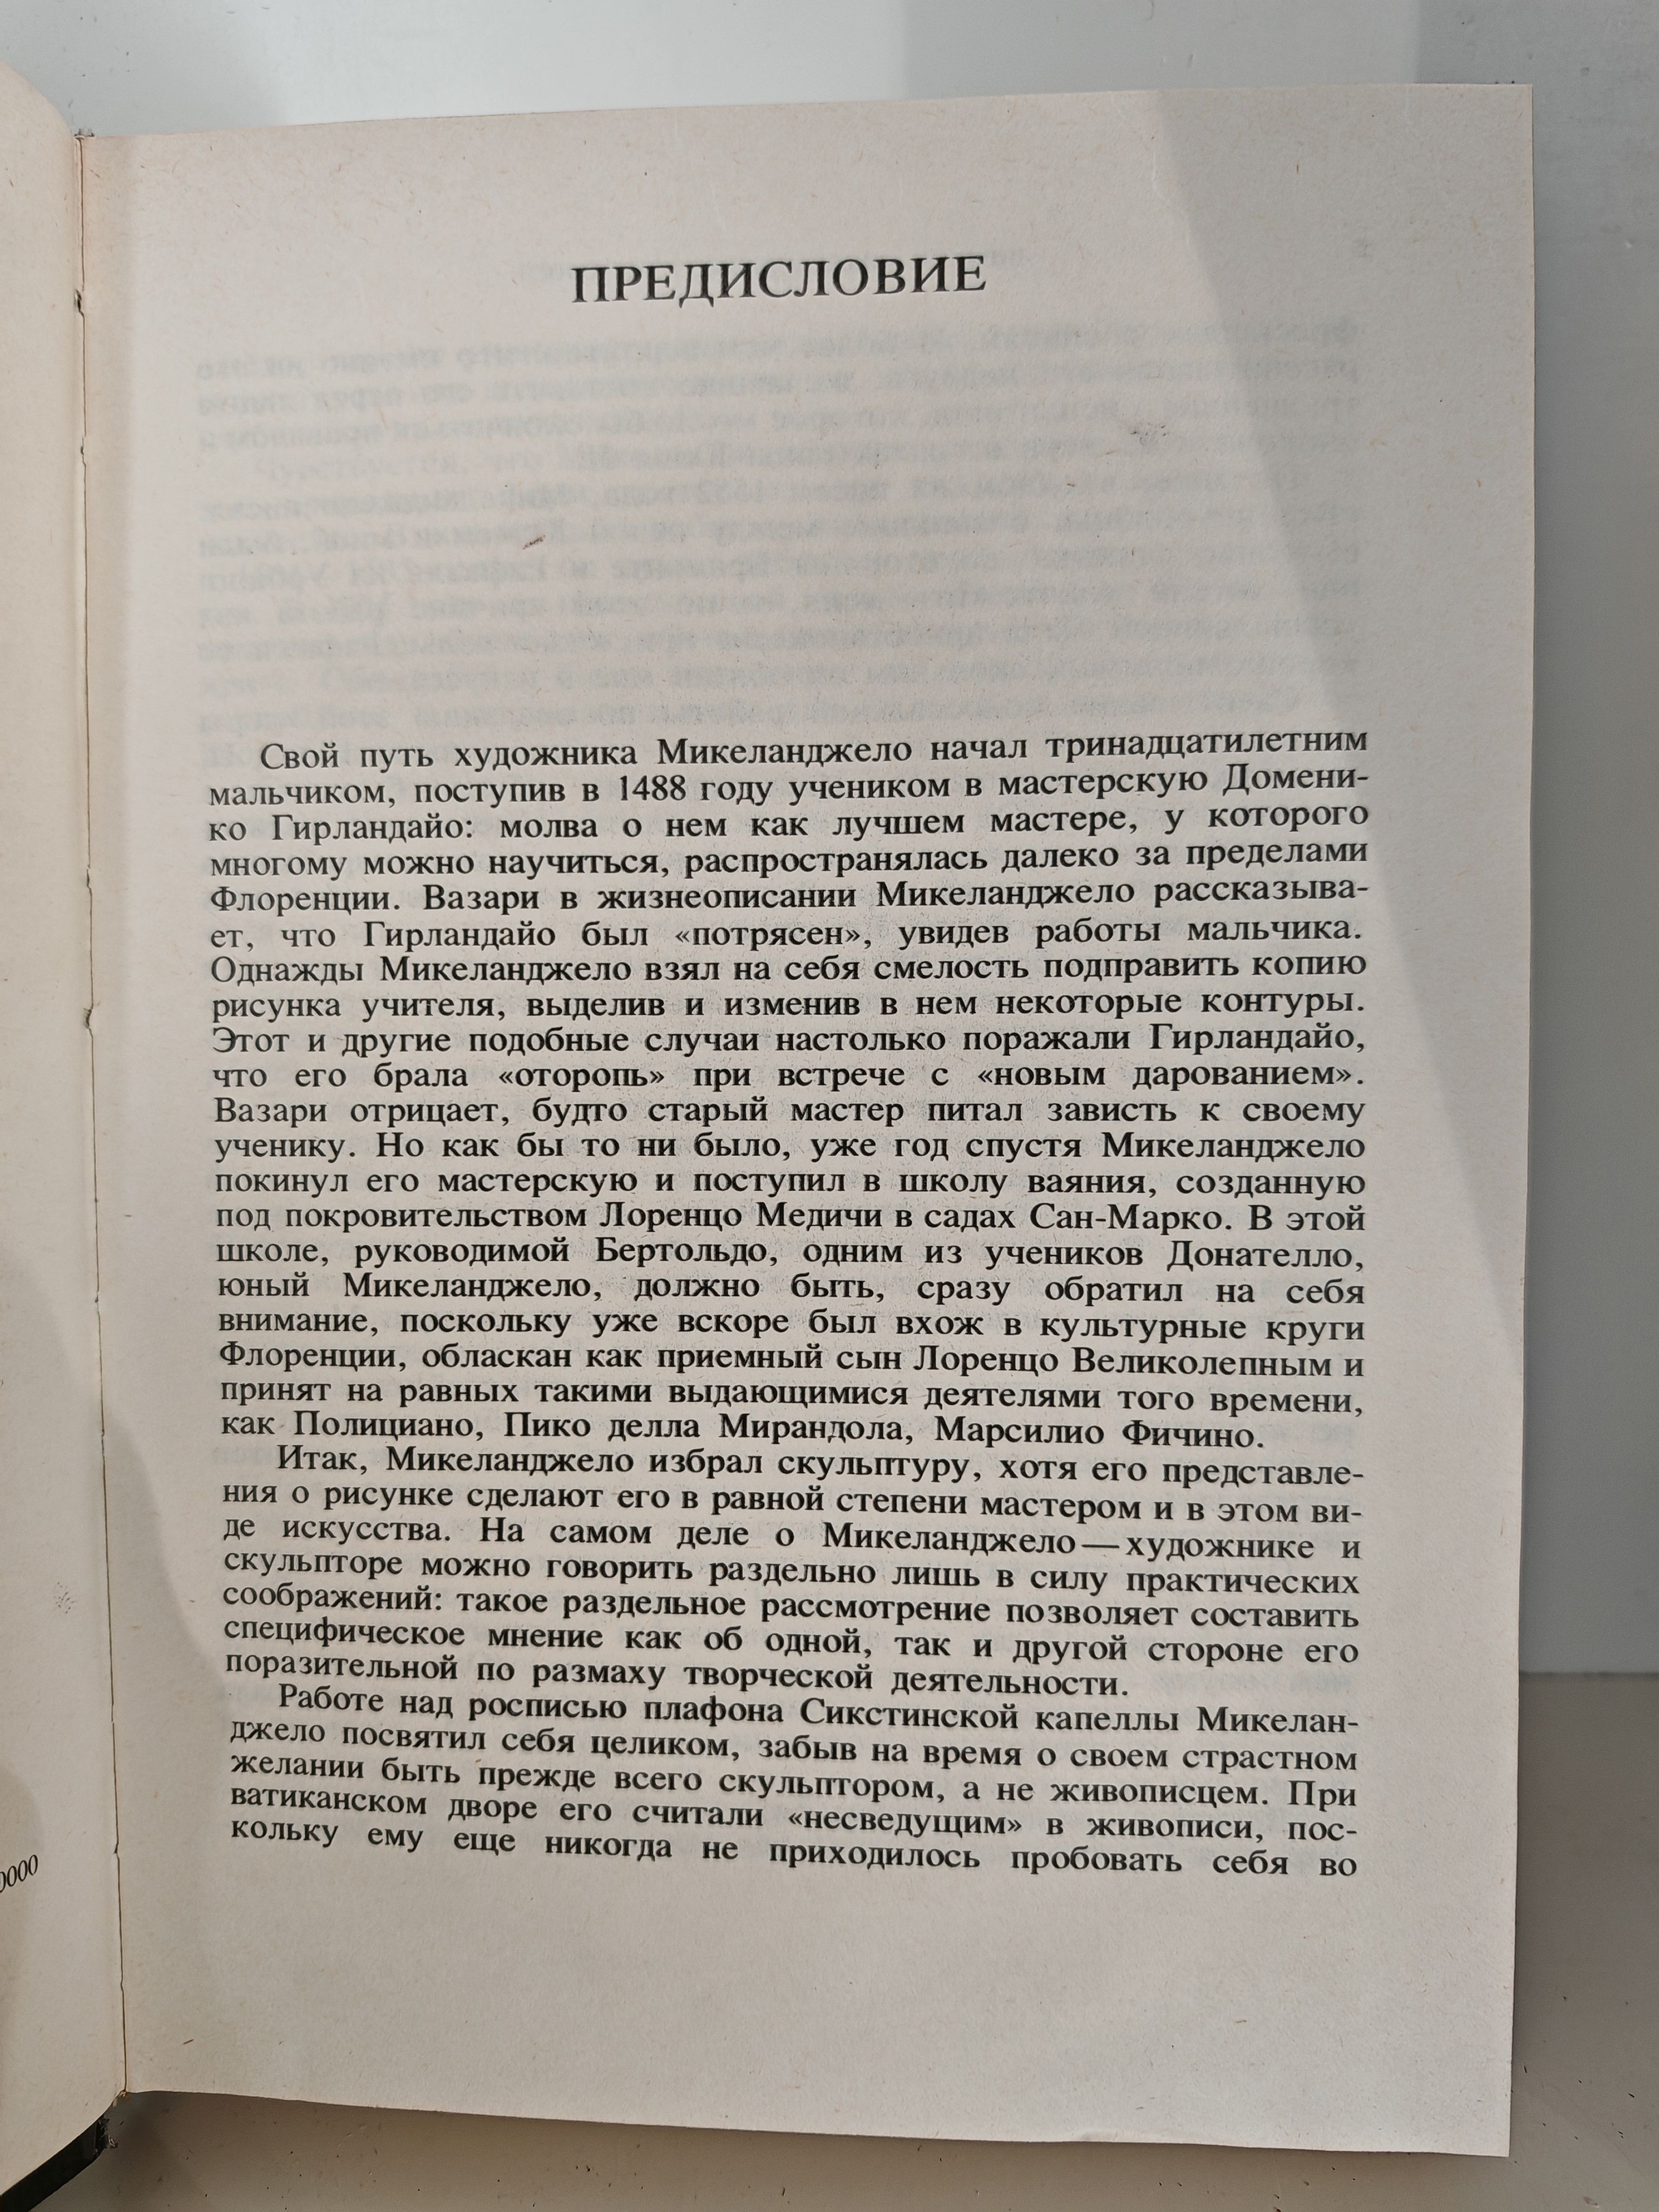 ПРЕДИСЛОВИЕ
Свой путь художника Микеланджело начал тринадцатилетним
мальчиком, поступив в 1488 году учеником в мастерскую Домени-
ко Гирландайо: молва о нем как лучшем мастере, у которого
многому можно научиться, распространялась далеко за пределами
Флоренции. Вазари в жизнеописании Микеланджело рассказыва-
ет, что Гирландайо был «потрясен», увидев работы мальчика.
Однажды Микеланджело взял на себя смелость подправить копию
рисунка учителя, выделив и изменив в нем некоторые контуры.
Этот и другие подобные случаи настолько поражали Гирландайо,
что его брала «оторопь» при встрече с «новым дарованием».
Вазари отрицает, будто старый мастер питал зависть к своему
ученику. Но как бы то ни было, уже год спустя Микеланджело
покинул его мастерскую и поступил в школу ваяния, созданную
под покровительством Лоренцо Медичи в садах Сан-Марко. В этой
школе, руководимой Бертольдо, одним из учеников Донателло,
юный Микеланджело, должно быть, сразу обратил на себя
внимание, поскольку уже вскоре был вхож в культурные круги
Флоренции, обласкан как приемный сын Лоренцо Великолепным и
принят на равных такими выдающимися деятелями того времени,
как Полициано, Пико делла Мирандола, Марсилио Фичино.
Итак, Микеланджело избрал скульптуру, хотя его представле-
ния о рисунке сделают его в равной степени мастером и в этом ви-
де искусства. На самом деле о Микеланджело — художнике и
скульпторе можно говорить раздельно лишь в силу практических
соображений: такое раздельное рассмотрение позволяет составить
специфическое мнение как об одной, так и другой стороне его
поразительной по размаху творческой деятельности.
Работе над росписью плафона Сикстинской капеллы Микелан-
джело посвятил себя целиком, забыв на время о своем страстном
желании быть прежде всего скульптором, а не живописцем. При
ватиканском дворе его считали «несведущим» в живописи, пос-
кольку ему еще никогда не приходилось пробовать себя во